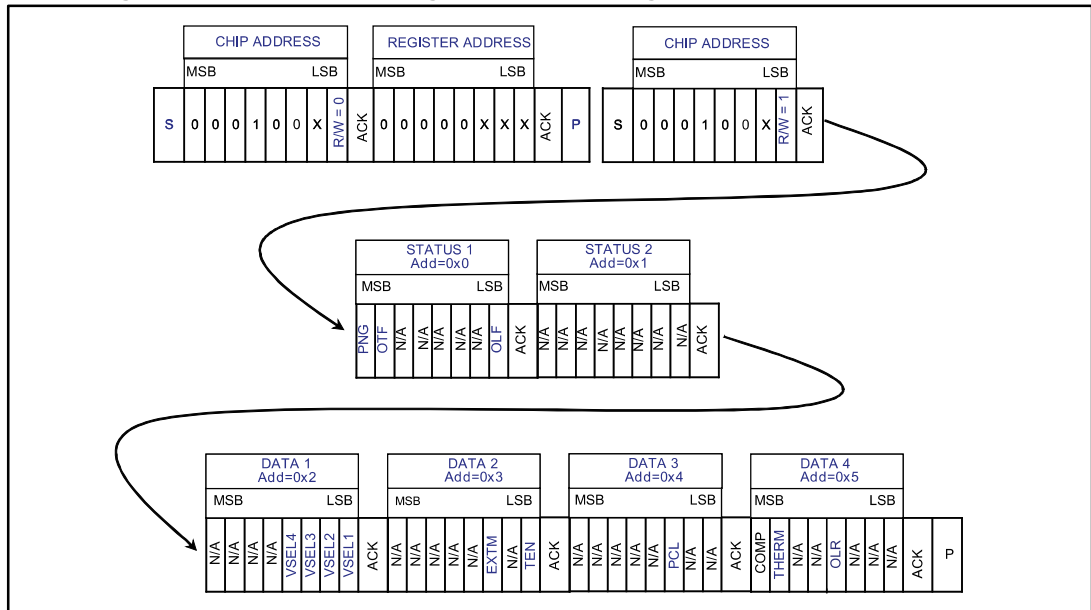 CHIP ADDRESS REGISTER ADDRESS CHIP ADDRESS
MSB LSB MSB LSB MSB LSB
S 0 0 0 1 0 0 X R/W = 0 ACK 0 0 0 0 0 X X X ACK P S 0 0 0 1 0 0 X R/W = 1 ACK
STATUS 1 STATUS 2
Add=0x0 Add=0x1
MSB LSB MSB LSB
PNG OTF N/A N/A N/A N/A N/A OLF ACK N/A N/A N/A N/A N/A N/A N/A N/A ACK
DATA 1 DATA 2 DATA 3 DATA 4
Add=0x2 Add=0x3 Add=0x4 Add=0x5
MSB LSB MSB LSB MSB LSB MSB LSB
N/A N/A N/A N/A VSEL4 VSEL3 VSEL2 VSEL1 ACK N/A N/A N/A N/A N/A EXTM N/A TEN ACK N/A N/A N/A N/A N/A PCL N/A N/A ACK COMP THERM N/A N/A OLR N/A N/A N/A ACK P